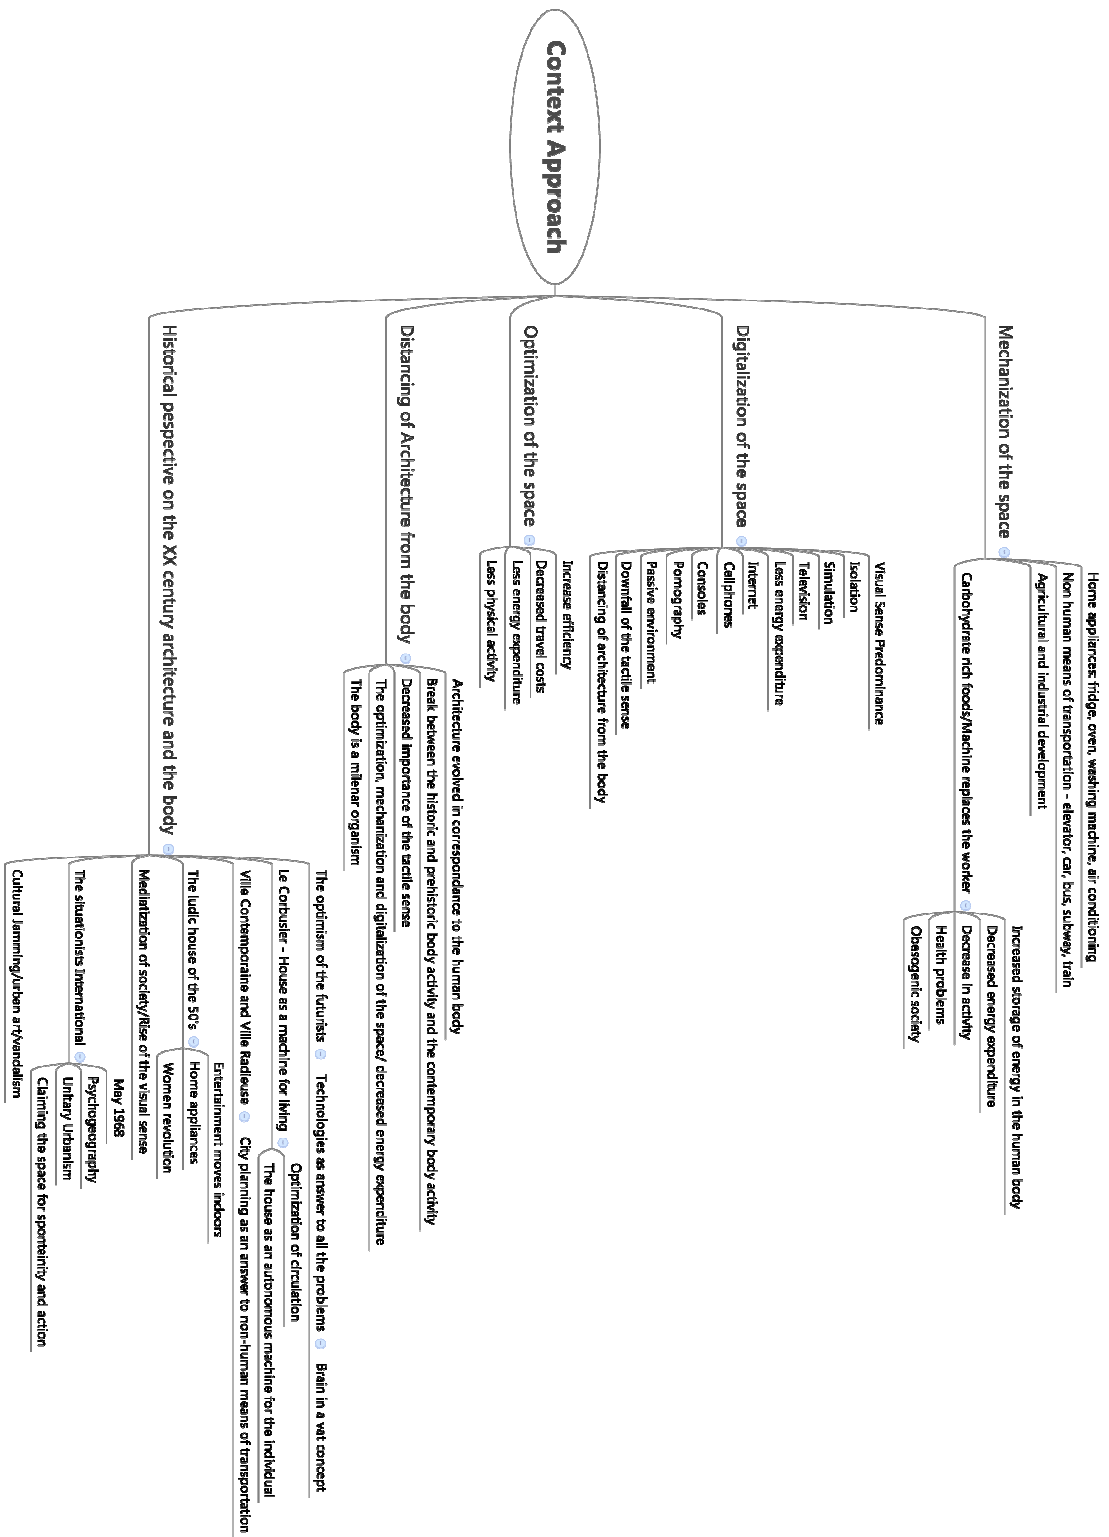 Context Approach
Mechanization of the space
Home appliances: fridge, oven, washing machine, air conditioning
Non human means of transportation - elevator, car, bus, subway, train
Agricultural and industrial development
Carbohydrate rich foods/Machine replaces the worker
Increased storage of energy in the human body
Decreased energy expenditure
Decrease in activity
Health problems
Obesogenic society
Digitalization of the space
Visual Sense Predominance
Isolation
Simulation
Television
Less energy expenditure
Internet
Cellphones
Consoles
Pornography
Passive environment
Downfall of the tactile sense
Distancing of architecture from the body
Optimization of the space
Increase efficiency
Decreased travel costs
Less energy expenditure
Less physical activity
Distancing of Architecture from the body
Architecture evolved in correspondance to the human body
Break between the historic and prehistoric body activity and the contemporary body activity
Decreased importance of the tactile sense
The optimization, mechanization and digitalization of the space/ decreased energy expenditure
The body is a milenar organism
Historical pespective on the XX century architecture and the body
The optimism of the futurists
Technologies as answer to all the problems
Brain in a vat concept
Le Corbusier - House as a machine for living
Optimization of circulation
The house as an autonomous machine for the individual
Ville Contemporaine and Ville Radieuse
City planning as an answer to non-human means of transportation
The ludic house of the 50's
Entertainment moves indoors
Home appliances
Women revolution
Mediatization of society/Rise of the visual sense
The situationists International
May 1968
Psychogeography
Unitary Urbanism
Claiming the space for sponteinity and action
Cultural Jamming/urban art/vandalism